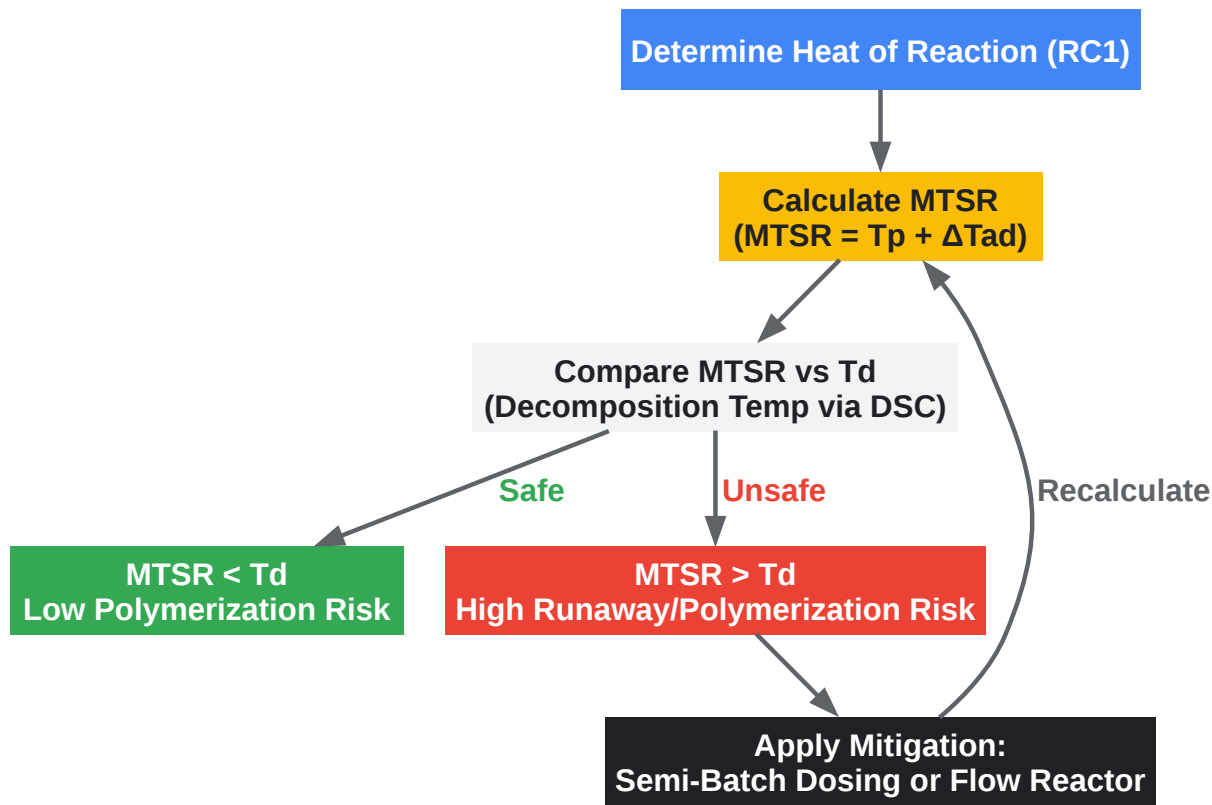 Determine Heat of Reaction (RC1)
Calculate MTSR
(MTSR = Tp + ΔTad)
Compare MTSR vs Td
(Decomposition Temp via DSC)
Safe
Unsafe
Recalculate
MTSR < Td
Low Polymerization Risk
MTSR > Td
High Runaway/Polymerization Risk
Apply Mitigation:
Semi-Batch Dosing or Flow Reactor